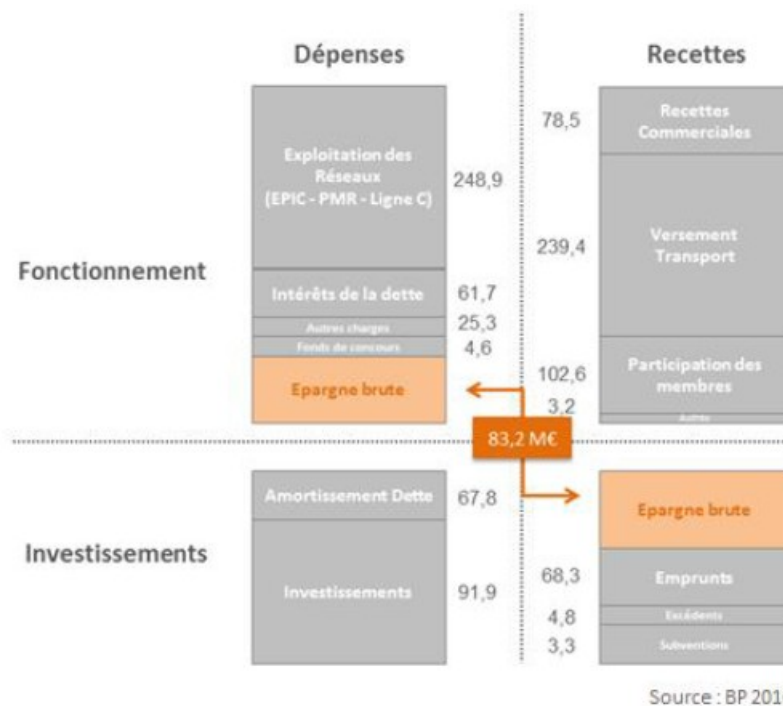 Dépenses
Recettes
Exploitation des
Réseaux
(EPIC - PMR - Ligne C)
248,9
78,5
Recettes
Commerciales
Fonctionnement
239,4
Versement
Transport
Intérêts de la dette
61,7
Autres charges
25,3
Fonds de concours
4,6
Epargne brute
102,6
Participation des
membres
3,2
Autres
83,2 M€
Investissements
Amortissement Dette
67,8
Investissements
91,9
Epargne brute
68,3
Emprunts
4,8
Excédents
3,3
Subventions
Source : BP 201